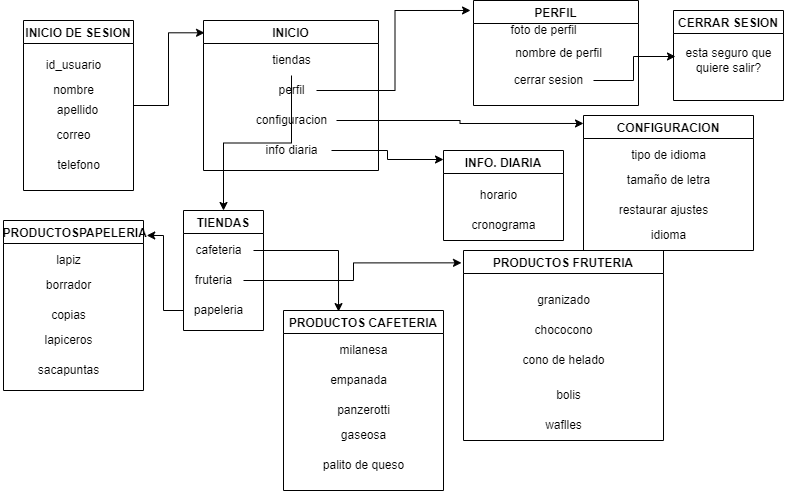 INICIO DE SESION
id_usuario
nombre
apellido
correo
telefono
INICIO
tiendas
perfil
configuracion
info diaria
PERFIL
foto de perfil
nombre de perfil
cerrar sesion
CERRAR SESION
esta seguro que
quiere salir?
CONFIGURACION
tipo de idioma
tamaño de letra
restaurar ajustes
idioma
INFO. DIARIA
horario
cronograma
TIENDAS
cafeteria
fruteria
papeleria
PRODUCTOSPAPELERIA
lapiz
borrador
copias
lapiceros
sacapuntas
PRODUCTOS CAFETERIA
milanesa
empanada
panzerotti
gaseosa
palito de queso
PRODUCTOS FRUTERIA
granizado
chococono
cono de helado
bolis
waflles